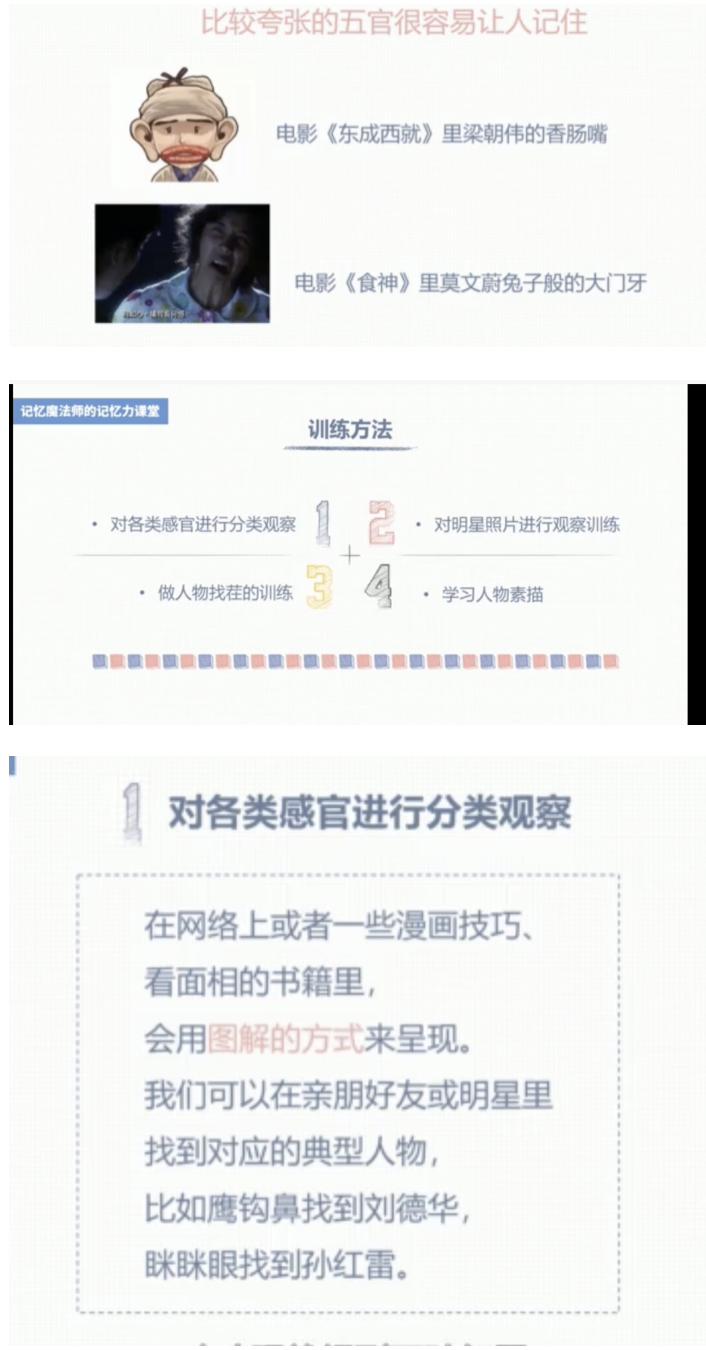 比较夸张的五官很容易让人记住
电影《东成西就》里梁朝伟的香肠嘴
电影《食神》里莫文蔚兔子般的大门牙
记忆魔法师的记忆力课堂
训练方法
• 对各类感官进行分类观察 1
2 • 对明星照片进行观察训练
• 做人物找茬的训练 3
4 • 学习人物素描
1 对各类感官进行分类观察
在网络上或者一些漫画技巧、
看面相的书籍里，
会用图解的方式来呈现。
我们可以在亲朋好友或明星里
找到对应的典型人物，
比如鹰钩鼻找到刘德华，
眯眯眼找到孙红雷。